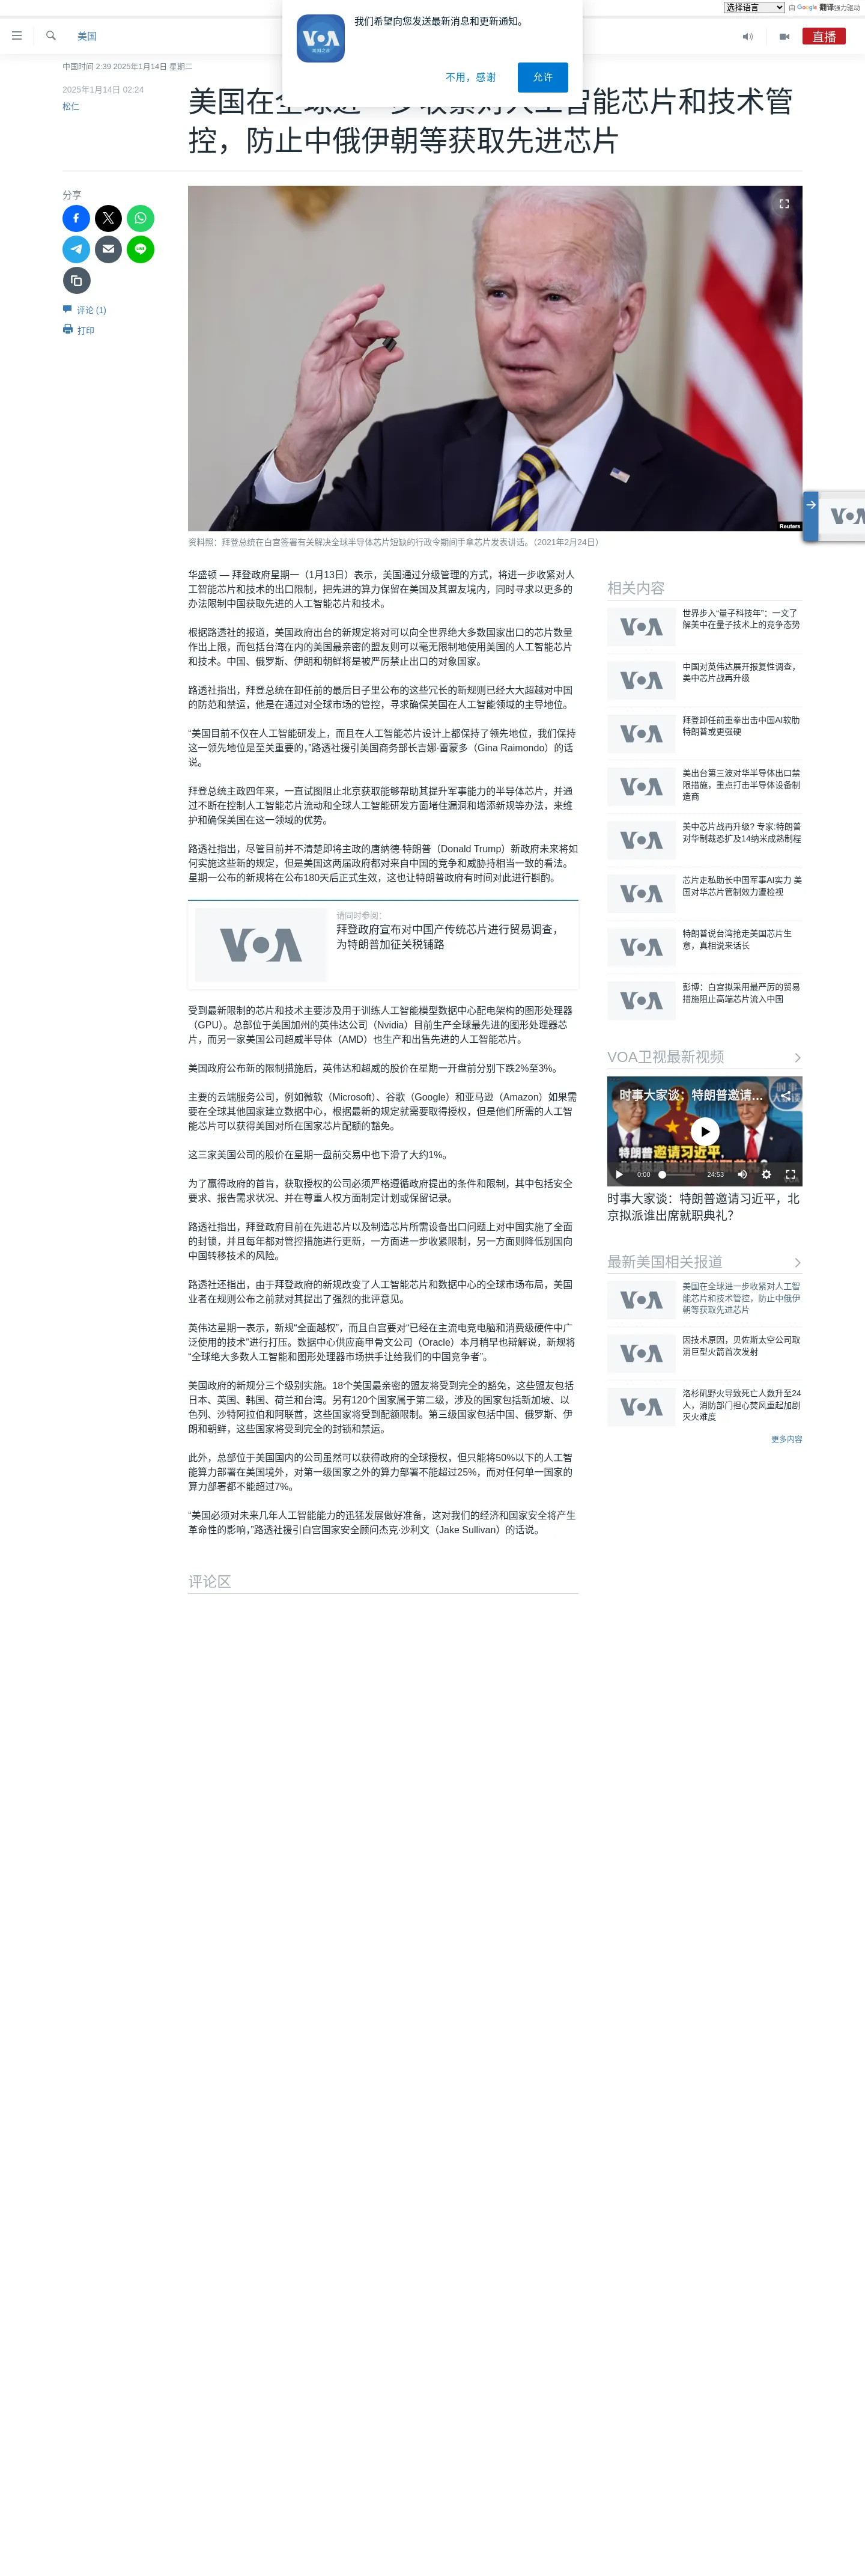 选择语言 由 Google 翻译强力驱动
我们希望向您发送最新消息和更新通知。
VOA
美国之音
不用，感谢
允许
美国
直播
中国时间 2:39 2025年1月14日 星期二
2025年1月14日 02:24
松仁
美国在全球进一步收紧对人工智能芯片和技术管
控，防止中俄伊朝等获取先进芯片
分享
评论 (1)
打印
Reuters
资料照：拜登总统在白宫签署有关解决全球半导体芯片短缺的行政令期间手拿芯片发表讲话。（2021年2月24日）
华盛顿 — 拜登政府星期一（1月13日）表示，美国通过分级管理的方式，将进一步收紧对人
工智能芯片和技术的出口限制，把先进的算力保留在美国及其盟友境内，同时寻求以更多的
办法限制中国获取先进的人工智能芯片和技术。
根据路透社的报道，美国政府出台的新规定将对可以向全世界绝大多数国家出口的芯片数量
作出上限，而包括台湾在内的美国最亲密的盟友则可以毫无限制地使用美国的人工智能芯片
和技术。中国、俄罗斯、伊朗和朝鲜将是被严厉禁止出口的对象国家。
路透社指出，拜登总统在卸任前的最后日子里公布的这些冗长的新规则已经大大超越对中国
的防范和禁运，他是在通过对全球市场的管控，寻求确保美国在人工智能领域的主导地位。
“美国目前不仅在人工智能研发上，而且在人工智能芯片设计上都保持了领先地位，我们保持
这一领先地位是至关重要的，”路透社援引美国商务部长吉娜·雷蒙多（Gina Raimondo）的话
说。
拜登总统主政四年来，一直试图阻止北京获取能够帮助其提升军事能力的半导体芯片，并通
过不断在控制人工智能芯片流动和全球人工智能研发方面堵住漏洞和增添新规等办法，来维
护和确保美国在这一领域的优势。
路透社指出，尽管目前并不清楚即将主政的唐纳德·特朗普（Donald Trump）新政府未来将如
何实施这些新的规定，但是美国这两届政府都对来自中国的竞争和威胁持相当一致的看法。
星期一公布的新规将在公布180天后正式生效，这也让特朗普政府有时间对此进行斟酌。
VOA
请同时参阅：
拜登政府宣布对中国产传统芯片进行贸易调查，
为特朗普加征关税铺路
受到最新限制的芯片和技术主要涉及用于训练人工智能模型数据中心配电架构的图形处理器
（GPU）。总部位于美国加州的英伟达公司（Nvidia）目前生产全球最先进的图形处理器芯
片，而另一家美国公司超威半导体（AMD）也生产和出售先进的人工智能芯片。
美国政府公布新的限制措施后，英伟达和超威的股价在星期一开盘前分别下跌2%至3%。
主要的云端服务公司，例如微软（Microsoft）、谷歌（Google）和亚马逊（Amazon）如果需
要在全球其他国家建立数据中心，根据最新的规定就需要取得授权，但是他们所需的人工智
能芯片可以获得美国对所在国家芯片配额的豁免。
这三家美国公司的股价在星期一盘前交易中也下滑了大约1%。
为了赢得政府的首肯，获取授权的公司必须严格遵循政府提出的条件和限制，其中包括安全
要求、报告需求状况、并在尊重人权方面制定计划或保留记录。
路透社指出，拜登政府目前在先进芯片以及制造芯片所需设备出口问题上对中国实施了全面
的封锁，并且每年都对管控措施进行更新，一方面进一步收紧限制，另一方面则降低别国向
中国转移技术的风险。
路透社还指出，由于拜登政府的新规改变了人工智能芯片和数据中心的全球市场布局，美国
业者在规则公布之前就对其提出了强烈的批评意见。
英伟达星期一表示，新规“全面越权”，而且白宫要对“已经在主流电竞电脑和消费级硬件中广
泛使用的技术”进行打压。数据中心供应商甲骨文公司（Oracle）本月稍早也辩解说，新规将
“全球绝大多数人工智能和图形处理器市场拱手让给我们的中国竞争者”。
美国政府的新规分三个级别实施。18个美国最亲密的盟友将受到完全的豁免，这些盟友包括
日本、英国、韩国、荷兰和台湾。另有120个国家属于第二级，涉及的国家包括新加坡、以
色列、沙特阿拉伯和阿联酋，这些国家将受到配额限制。第三级国家包括中国、俄罗斯、伊
朗和朝鲜，这些国家将受到完全的封锁和禁运。
此外，总部位于美国国内的公司虽然可以获得政府的全球授权，但只能将50%以下的人工智
能算力部署在美国境外，对第一级国家之外的算力部署不能超过25%，而对任何单一国家的
算力部署都不能超过7%。
“美国必须对未来几年人工智能能力的迅猛发展做好准备，这对我们的经济和国家安全将产生
革命性的影响，”路透社援引白宫国家安全顾问杰克·沙利文（Jake Sullivan）的话说。
评论区
相关内容
VOA
世界步入“量子科技年”：一文了
解美中在量子技术上的竞争态势
VOA
中国对英伟达展开报复性调查，
美中芯片战再升级
VOA
拜登卸任前重拳出击中国AI软肋
特朗普或更强硬
VOA
美出台第三波对华半导体出口禁
限措施，重点打击半导体设备制
造商
VOA
美中芯片战再升级? 专家:特朗普
对华制裁恐扩及14纳米成熟制程
VOA
芯片走私助长中国军事AI实力 美
国对华芯片管制效力遭检视
VOA
特朗普说台湾抢走美国芯片生
意，真相说来话长
VOA
彭博：白宫拟采用最严厉的贸易
措施阻止高端芯片流入中国
VOA卫视最新视频
时事大家谈：特朗普邀请…
特朗普邀请习近平，
0:00
24:53
时事大家谈：特朗普邀请习近平，北
京拟派谁出席就职典礼？
最新美国相关报道
VOA
美国在全球进一步收紧对人工智
能芯片和技术管控，防止中俄伊
朝等获取先进芯片
VOA
因技术原因，贝佐斯太空公司取
消巨型火箭首次发射
VOA
洛杉矶野火导致死亡人数升至24
人，消防部门担心焚风重起加剧
灭火难度
更多内容